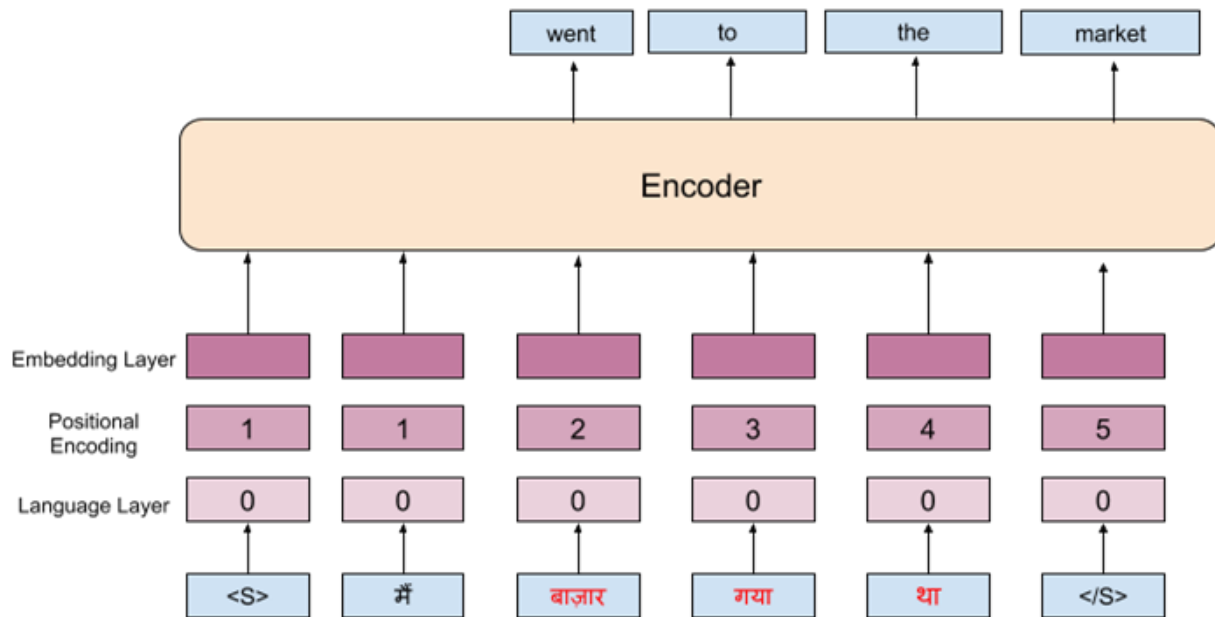 went to the market
Encoder
Embedding Layer
Positional
Encoding
1 1 2 3 4 5
Language Layer
0 0 0 0 0 0
<S> मैं बाज़ार गया था </S>